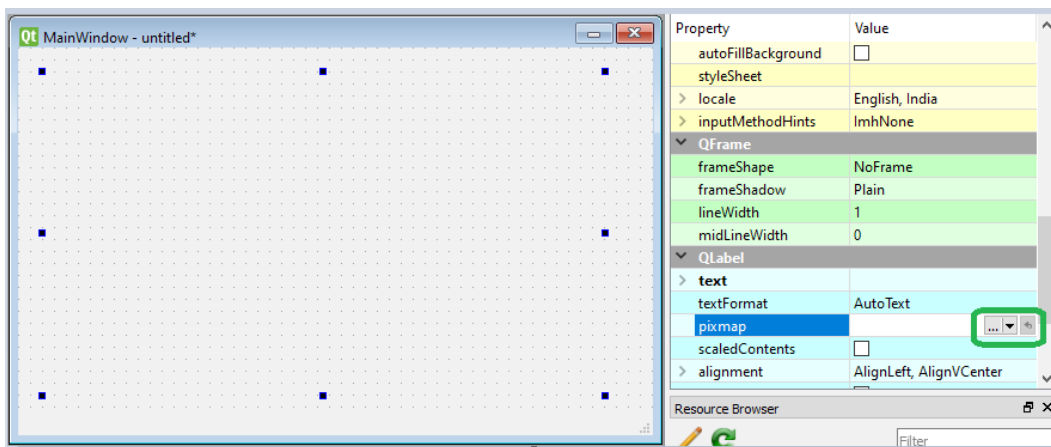 Qt MainWindow - untitled*
Property Value
autoFillBackground
styleSheet
locale English, India
inputMethodHints ImhNone
QFrame
frameShape NoFrame
frameShadow Plain
lineWidth 1
midLineWidth 0
QLabel
text
textFormat AutoText
pixmap ...
scaledContents
alignment AlignLeft, AlignVCenter
Resource Browser
Filter